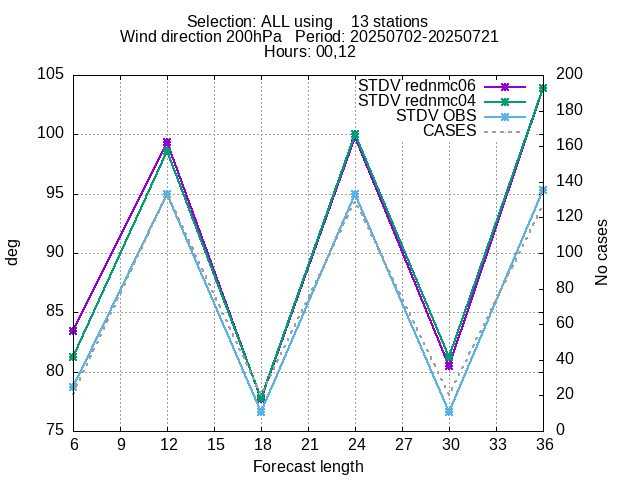 Selection: ALL using    13 stations
Wind direction 200hPa   Period: 20250702-20250721
Hours: 00,12
105
100
95
90
85
80
75
deg
STDV rednmc06
STDV rednmc04
STDV OBS
CASES
200
180
160
140
120
100
80
60
40
20
0
No cases
6 9 12 15 18 21 24 27 30 33 36
Forecast length